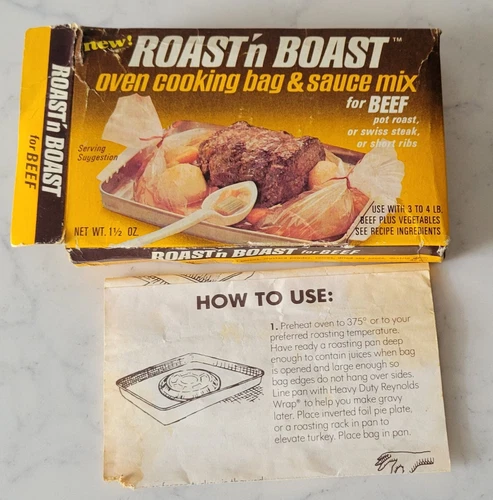 new!
ROAST'n BOAST™
oven cooking bag & sauce mix
for BEEF
pot roast,
or swiss steak,
or short ribs
Serving
Suggestion
USE WITH 3 TO 4 LB.
BEEF PLUS VEGETABLES
SEE RECIPE INGREDIENTS
NET WT. 1½ OZ.
ROAST'n BOAST for BEEF
ROAST'n BOAST
for BEEF
HOW TO USE:
1. Preheat oven to 375° or to your
preferred roasting temperature.
Have ready a roasting pan deep
enough to contain juices when bag
is opened and large enough so
bag edges do not hang over sides.
Line pan with Heavy Duty Reynolds
Wrap® to help you make gravy
later. Place inverted foil pie plate,
or a roasting rack in pan to
elevate turkey. Place bag in pan.